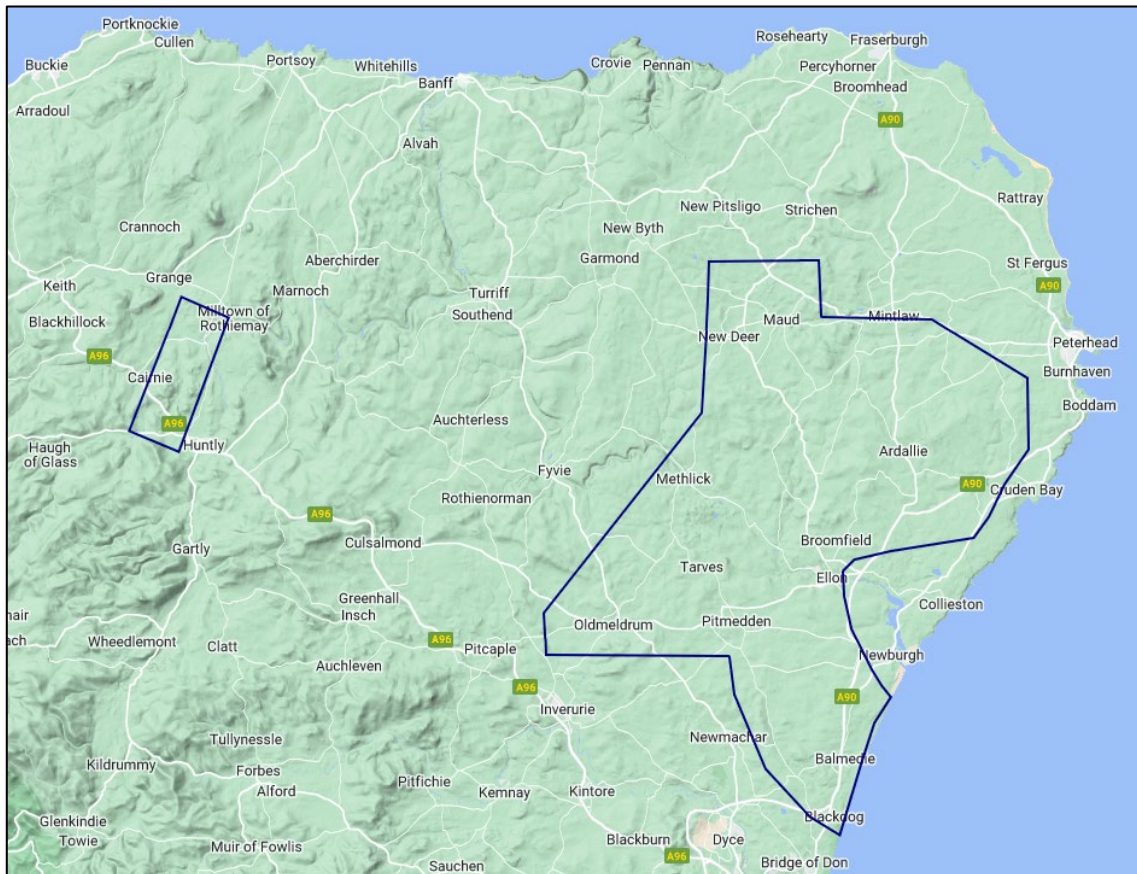 Portknockie
Cullen
Buckie
Arradoul
Portsoy
Whitehills
Banff
Crovie
Pennan
Rosehearty
Fraserburgh
Percyhorner
Broomhead
A90
Alvah
Rattray
New Pitsligo
Strichen
Crannoch
New Byth
Aberchirder
Garmond
St Fergus
Grange
Keith
Marnoch
Turriff
A90
Blackhillock
Milltown of
Rothiemay
Southend
Maud
Mintlaw
New Deer
Peterhead
A96
Burnhaven
Cairnie
Boddam
A96
Auchterless
Haugh
of Glass
Huntly
Ardallie
Fyvie
Methlick
A90
Cruden Bay
Rothienorman
A96
Culsalmond
Broomfield
Gartly
Tarves
Ellon
Greenhall
Insch
Collieston
hair
ach
Wheedlemont
Clatt
A96
Oldmeldrum
Pitmedden
Pitcaple
Newburgh
Auchleven
A96
A90
Inverurie
Tullynessle
Newmachar
Kildrummy
Forbes
Balmedie
Pitfichie
Alford
Kemnay
Kintore
Blackdog
Glenkindie
Towie
Blackburn
Dyce
Muir of Fowlis
A96
Sauchen
Bridge of Don